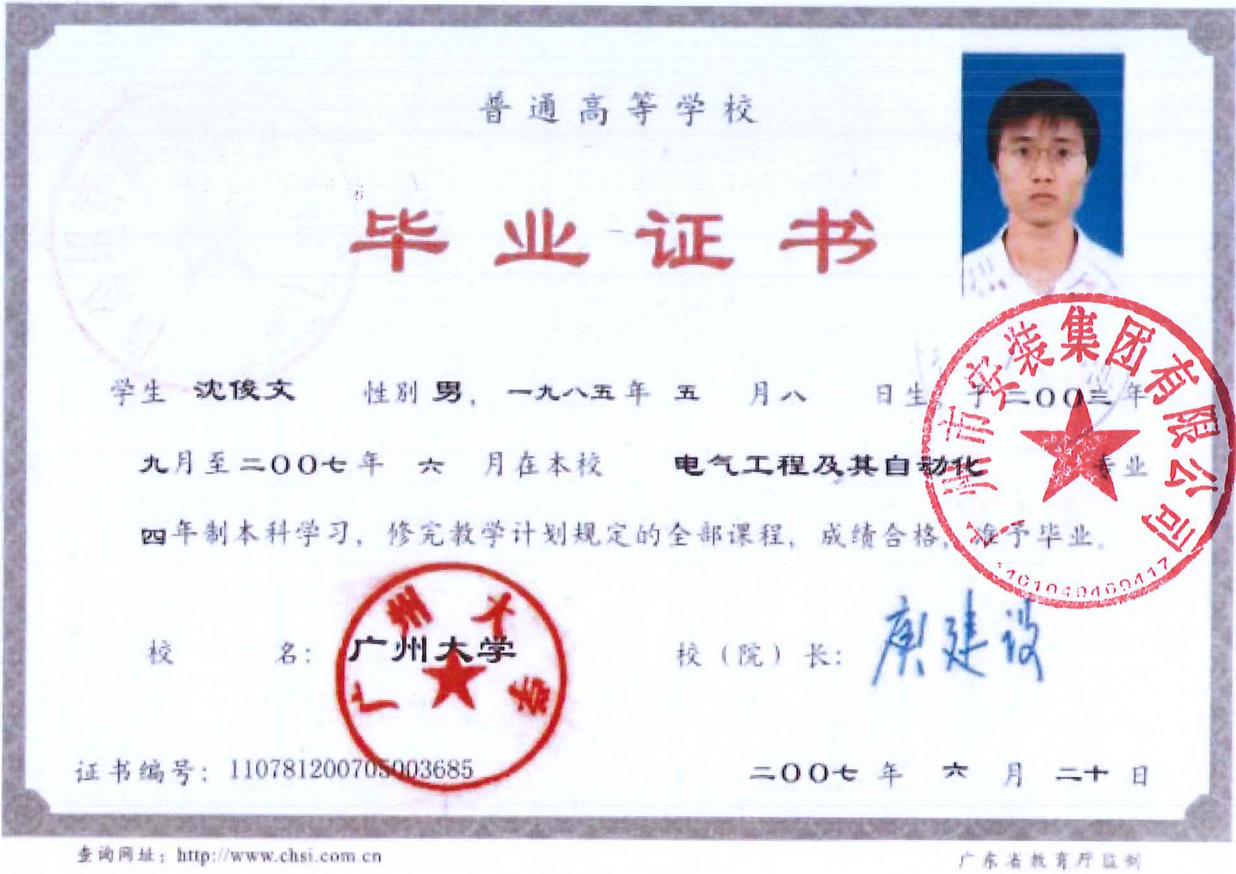 普通高等学校
毕业证书
学生 沈俊文 性别 男，一九八五年 五 月八 日生，于二〇〇三年
九月至二〇〇七年 六 月在本校 电气工程及其自动化 专业
四年制本科学习，修完教学计划规定的全部课程，成绩合格，准予毕业。
市安装集团有限公司
广州大学
校 名：广州大学 校（院）长：庾建设
证书编号：110781200705003685 二〇〇七 年 六 月 二十 日
查询网址：http://www.chsi.com.cn 广东省教育厅监制